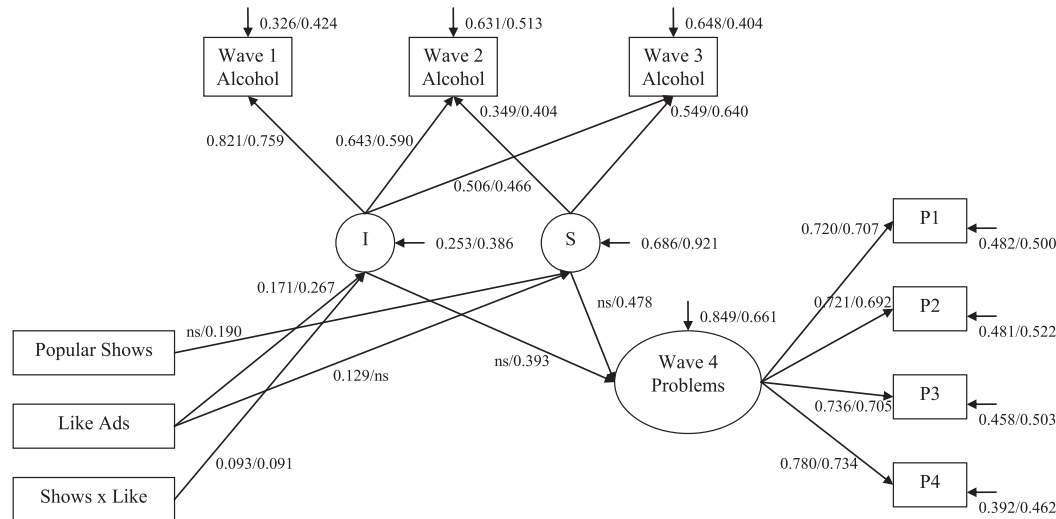 0.326/0.424
0.631/0.513
0.648/0.404
Wave 1
Alcohol
Wave 2
Alcohol
Wave 3
Alcohol
0.349/0.404
0.549/0.640
0.821/0.759
0.643/0.590
0.506/0.466
I
0.253/0.386
S
0.686/0.921
P1
0.720/0.707
0.482/0.500
0.171/0.267
ns/0.478
0.721/0.692
P2
0.849/0.661
0.481/0.522
ns/0.190
Popular Shows
ns/0.393
Wave 4
Problems
0.129/ns
P3
0.736/0.705
0.458/0.503
Like Ads
0.093/0.091
0.780/0.734
P4
Shows x Like
0.392/0.462